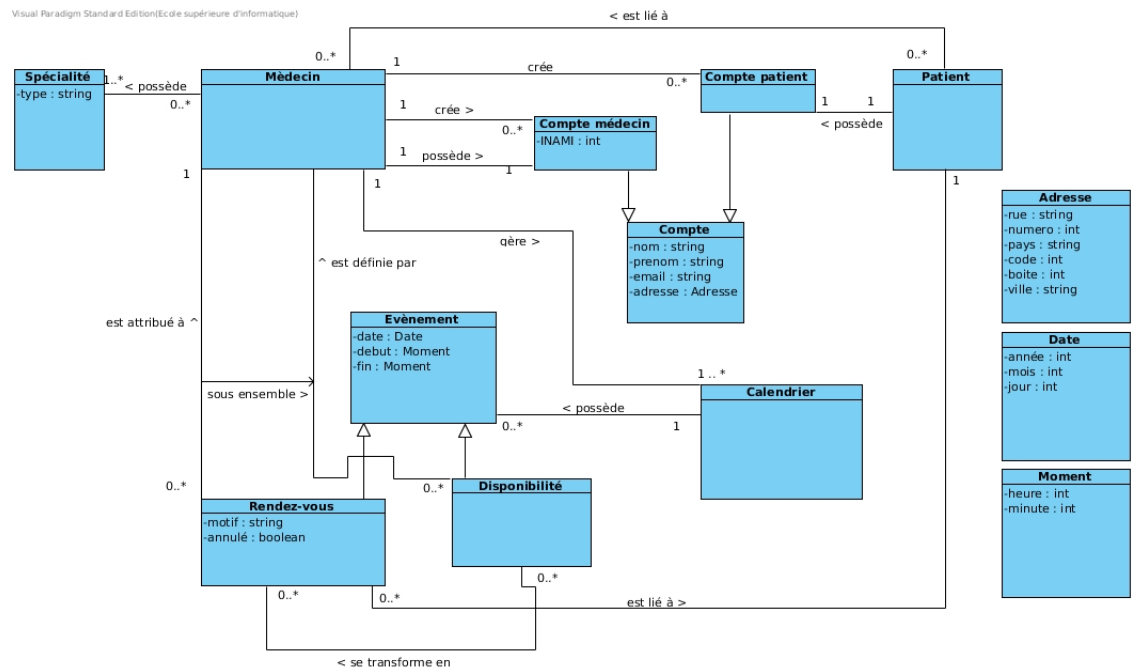 Visual Paradigm Standard Edition(Ecole supérieure d'informatique)
< est lié à
0..*
0..*
Spécialité
-type : string
1..*
< possède
0..*
Mèdecin
1
crée
0..*
Compte patient
1
1
< possède
Patient
1
crée >
0..*
Compte médecin
-INAMI : int
1
possède >
1
1
1
1
Adresse
-rue : string
-numero : int
-pays : string
-code : int
-boite : int
-ville : string
Compte
-nom : string
-prenom : string
-email : string
-adresse : Adresse
gère >
^ est définie par
est attribué à ^
Evènement
-date : Date
-debut : Moment
-fin : Moment
Date
-année : int
-mois : int
-jour : int
1 .. *
Calendrier
sous ensemble >
< possède
0..*
1
Moment
-heure : int
-minute : int
0..*
0..*
Disponibilité
Rendez-vous
-motif : string
-annulé : boolean
0..*
0..*
0..*
est lié à >
< se transforme en